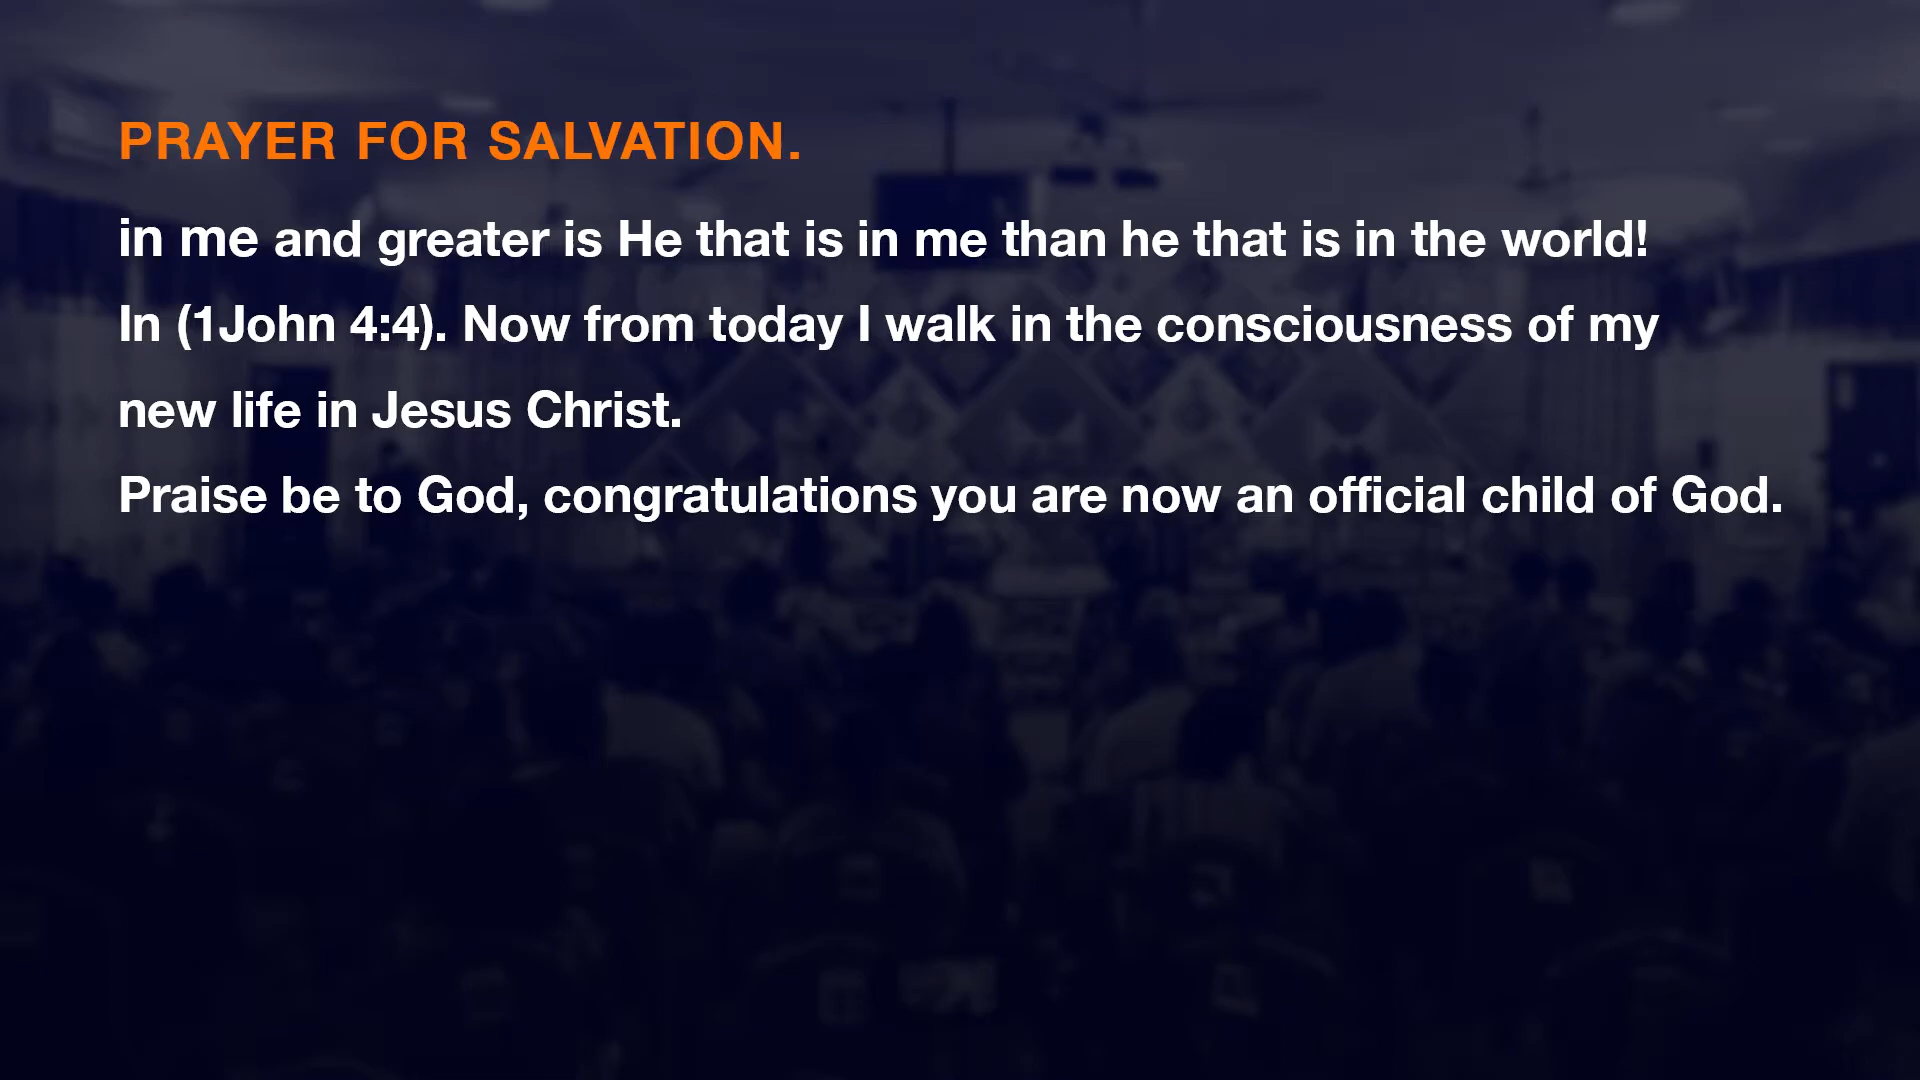 PRAYER FOR SALVATION.
in me and greater is He that is in me than he that is in the world!
In (1John 4:4). Now from today I walk in the consciousness of my
new life in Jesus Christ.
Praise be to God, congratulations you are now an official child of God.